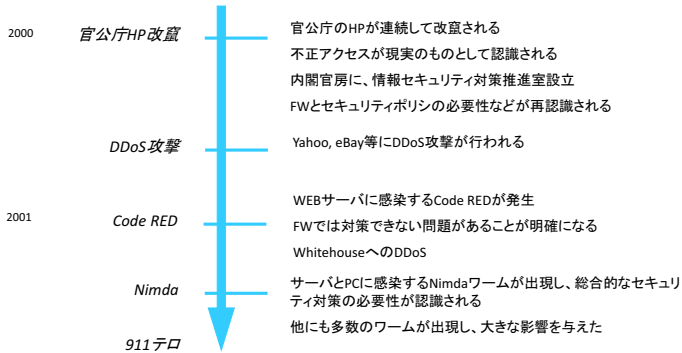 2000
官公庁HP改竄
官公庁のHPが連続して改竄される
不正アクセスが現実のものとして認識される
内閣官房に、情報セキュリティ対策推進室設立
FWとセキュリティポリシの必要性などが再認識される
DDoS攻撃
Yahoo, eBay等にDDoS攻撃が行われる
2001
Code RED
WEBサーバに感染するCode REDが発生
FWでは対策できない問題があることが明確になる
WhitehouseへのDDoS
Nimda
サーバとPCに感染するNimdaワームが出現し、総合的なセキュリ
ティ対策の必要性が認識される
他にも多数のワームが出現し、大きな影響を与えた
911テロ